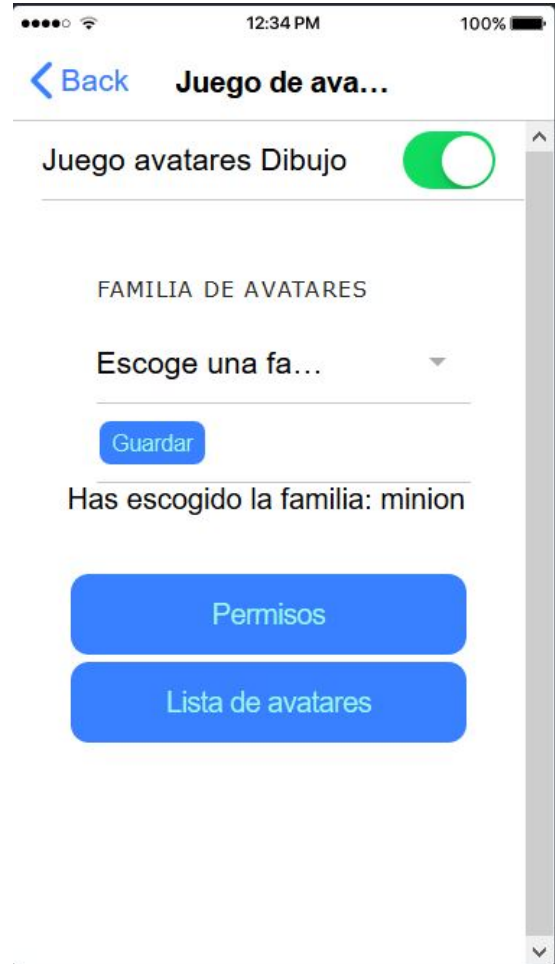 12:34 PM 100%
Back Juego de ava...
Juego avatares Dibujo
FAMILIA DE AVATARES
Escoge una fa...
Guardar
Has escogido la familia: minion
Permisos
Lista de avatares